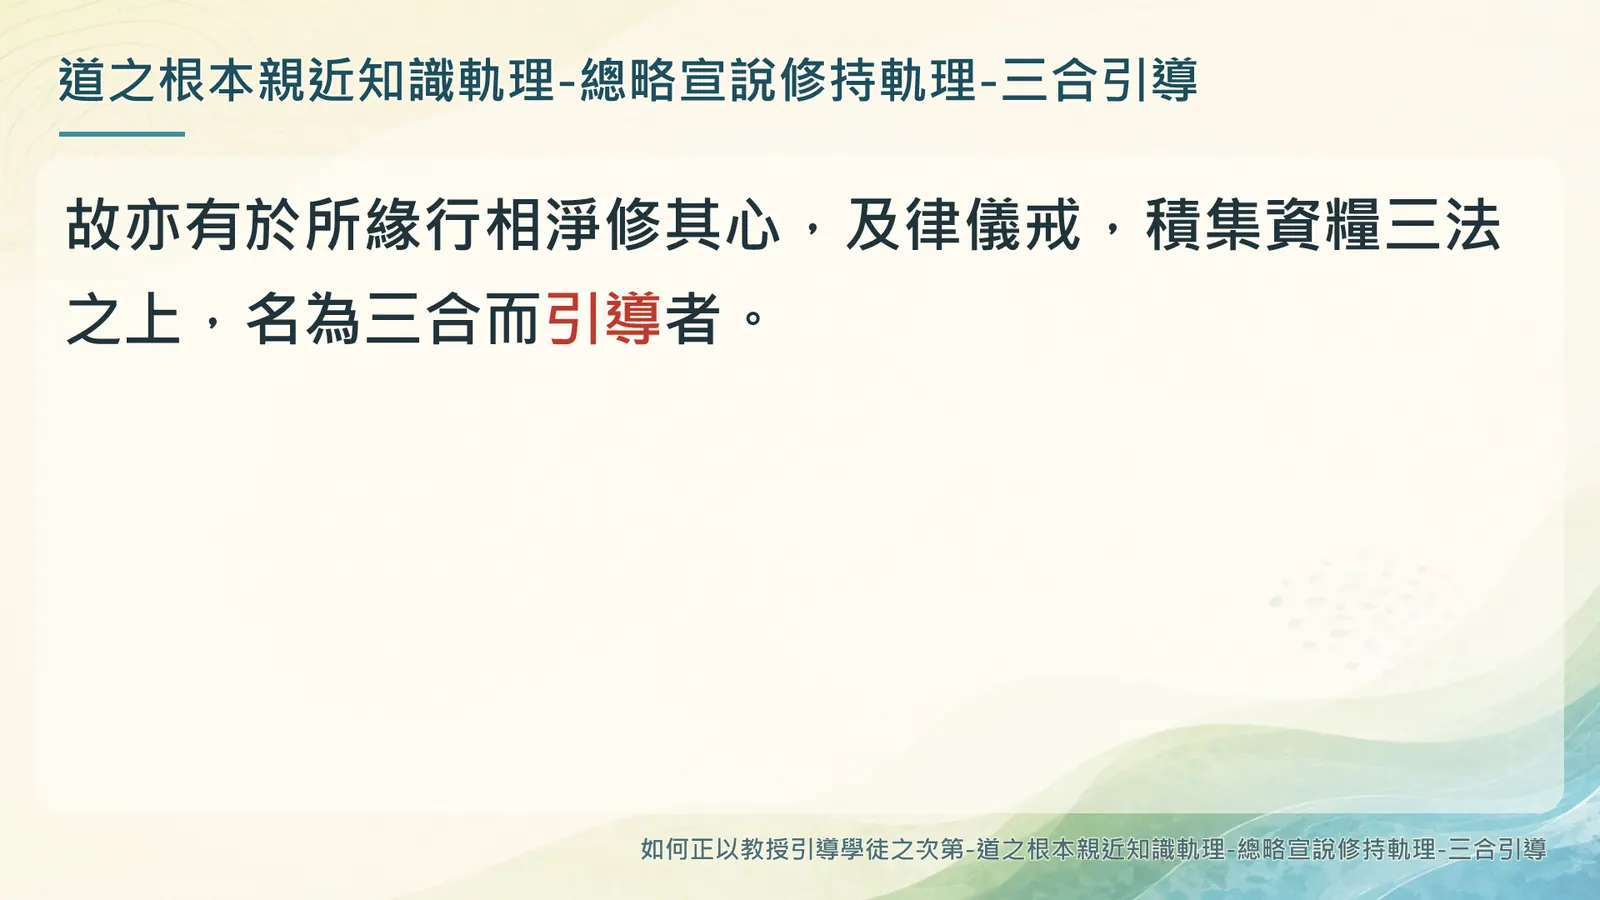 道之根本親近知識軌理-總略宣說修持軌理-三合引導
故亦有於所緣行相淨修其心，及律儀戒，積集資糧三法
之上，名為三合而引導者。
如何正以教授引導學徒之次第-道之根本親近知識軌理-總略宣說修持軌理-三合引導